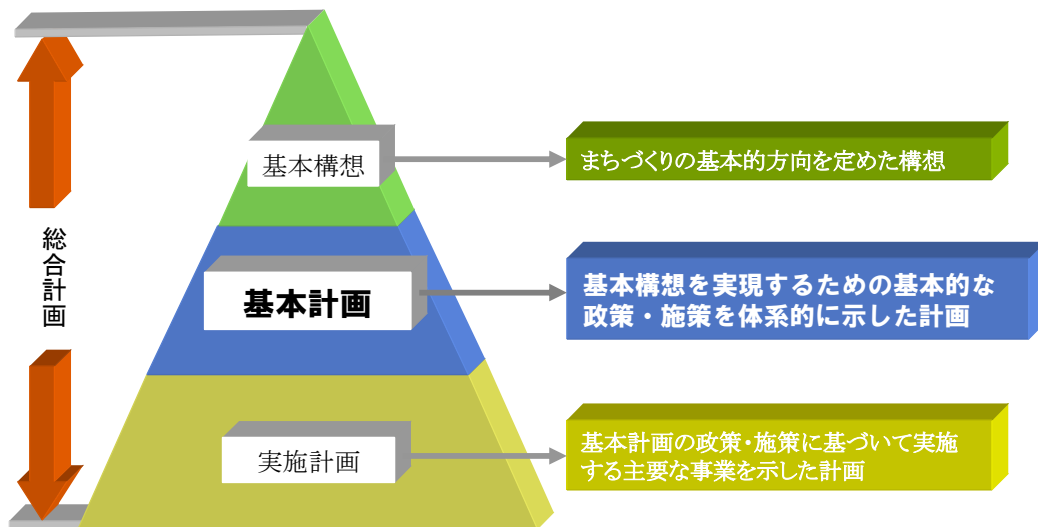 総合計画
基本構想
まちづくりの基本的方向を定めた構想
基本計画
基本構想を実現するための基本的な
政策・施策を体系的に示した計画
実施計画
基本計画の政策・施策に基づいて実施
する主要な事業を示した計画